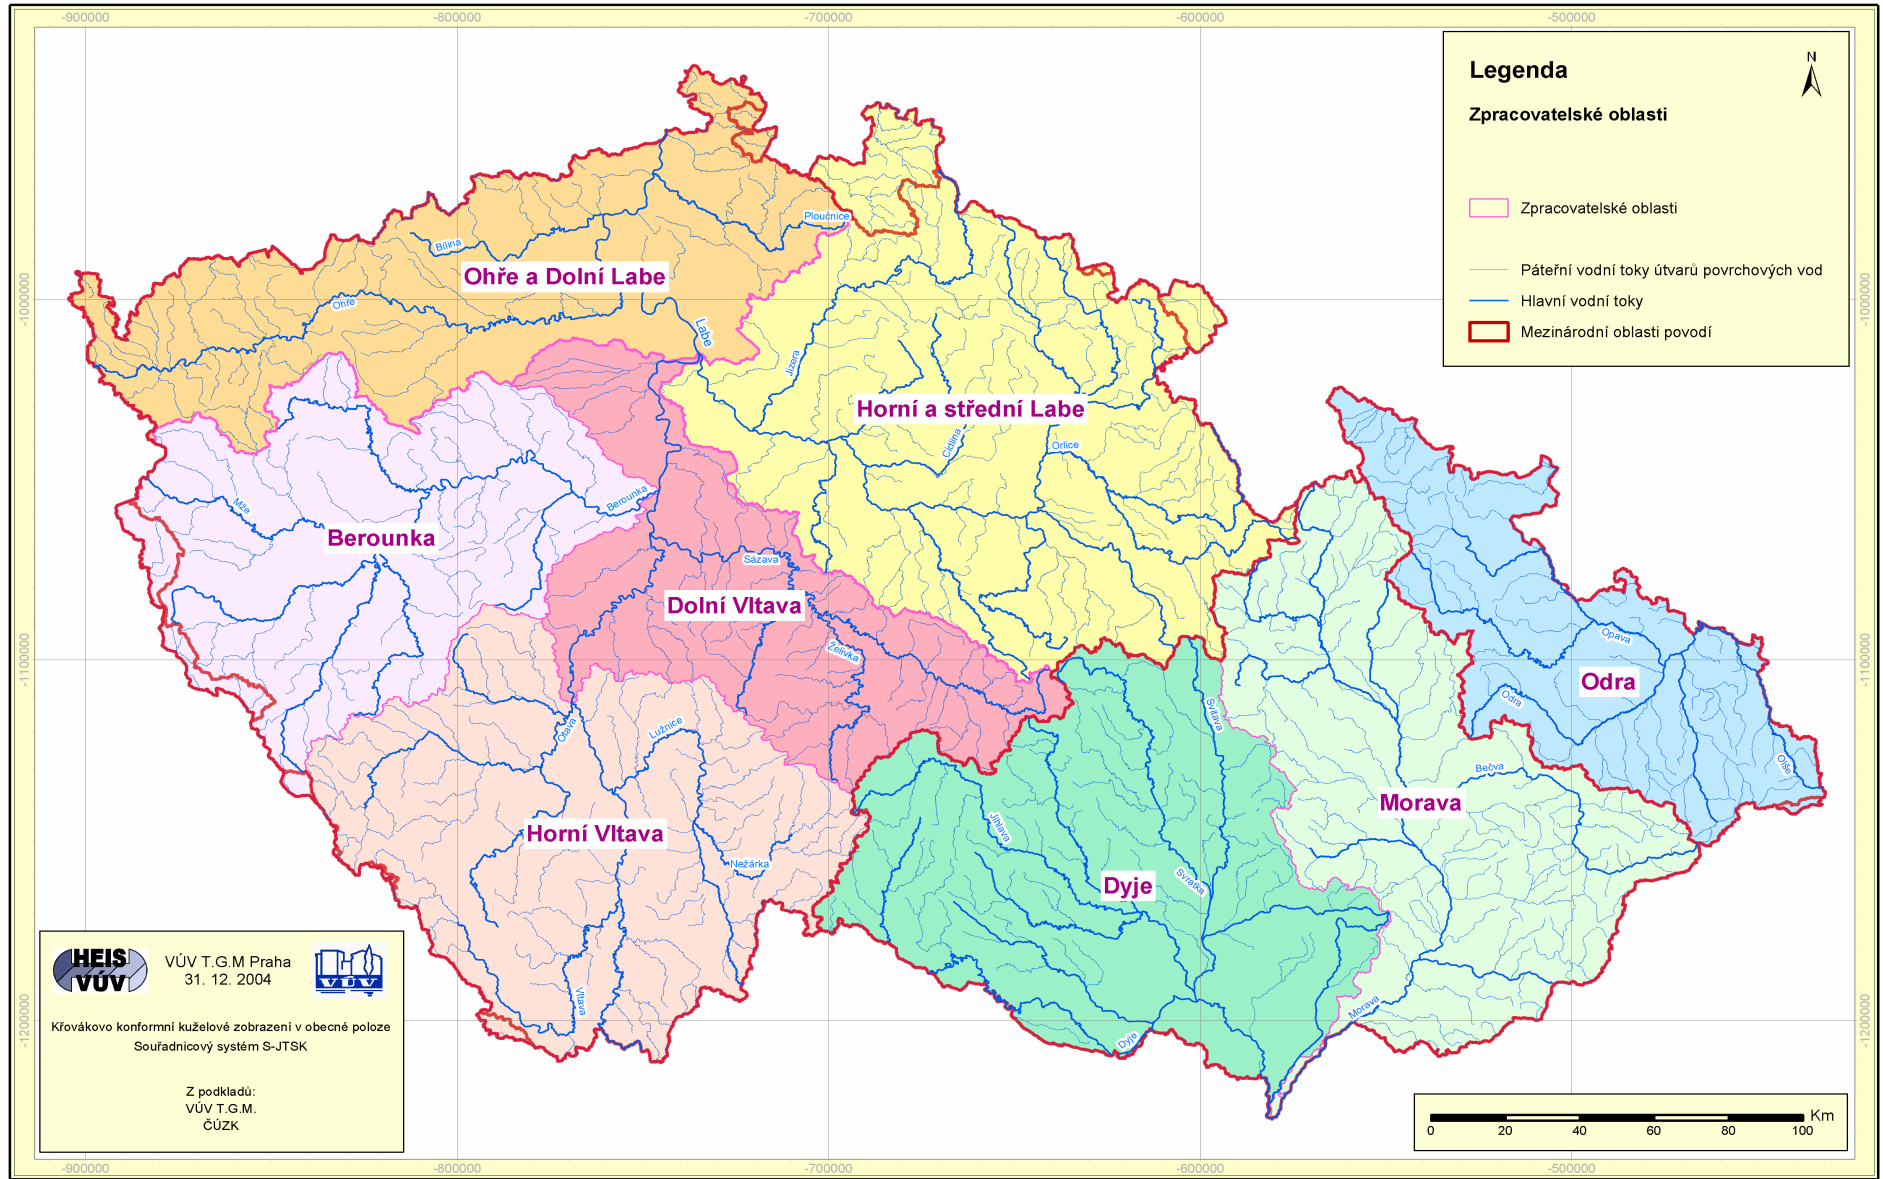 -900000
-800000
-700000
-600000
-500000
Legenda
N
Zpracovatelské oblasti
Zpracovatelské oblasti
Páteřní vodní toky útvarů povrchových vod
Hlavní vodní toky
Mezinárodní oblasti povodí
-1000000
-1000000
-1100000
-1100000
-1200000
-1200000
Ploučnice
Bílina
Ohře a Dolní Labe
Ohře
Labe
Jizera
Horní a střední Labe
Cidlina
Orlice
Mže
Berounka
Berounka
Sázava
Dolní Vltava
Želivka
Opava
Odra
Odra
Olše
Otava
Lužnice
Svitava
Bečva
Morava
Horní Vltava
Nežárka
Jihlava
Dyje
Svratka
Vltava
Morava
Dyje
HEIS
VÚV
VÚV T.G.M Praha
31. 12. 2004
VÚV
Křovákovo konformní kuželové zobrazení v obecné poloze
Souřadnicový systém S-JTSK
Z podkladů:
VÚV T.G.M.
ČÚZK
Km
0 20 40 60 80 100
-900000
-800000
-700000
-600000
-500000